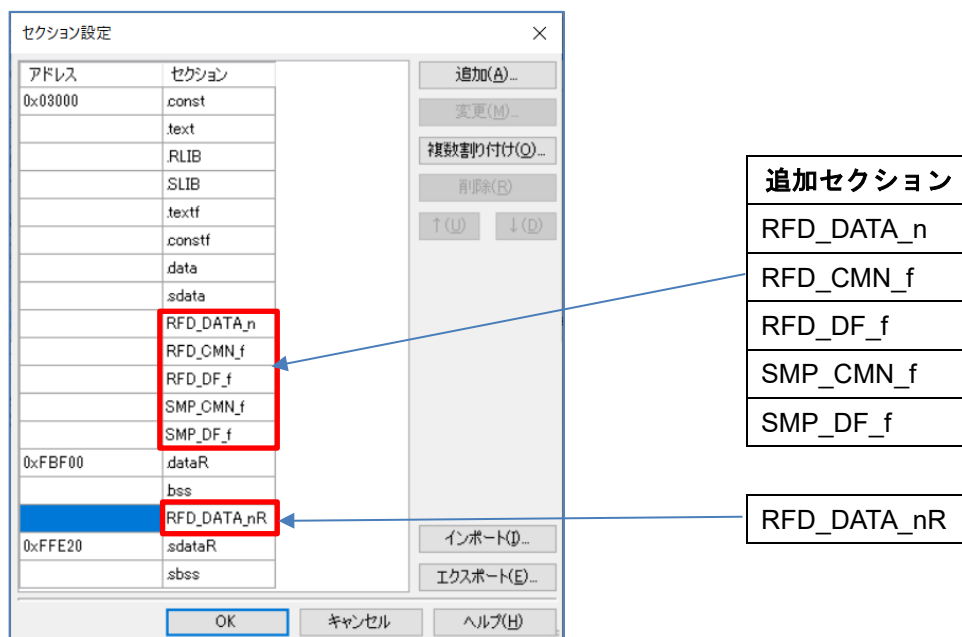 セクション設定
アドレス セクション
0x03000 .const
.text
.RLIB
.SLIB
.textf
.constf
.data
.sdata
RFD_DATA_n
RFD_CMN_f
RFD_DF_f
SMP_CMN_f
SMP_DF_f
0xFBF00 .dataR
.bss
RFD_DATA_nR
0xFFE20 .sdataR
.sbss
追加(A)...
変更(M)...
複数割り付け(O)...
削除(R)
↑(U) ↓(D)
インポート(I)...
エクスポート(E)...
OK キャンセル ヘルプ(H)
追加セクション
RFD_DATA_n
RFD_CMN_f
RFD_DF_f
SMP_CMN_f
SMP_DF_f
RFD_DATA_nR